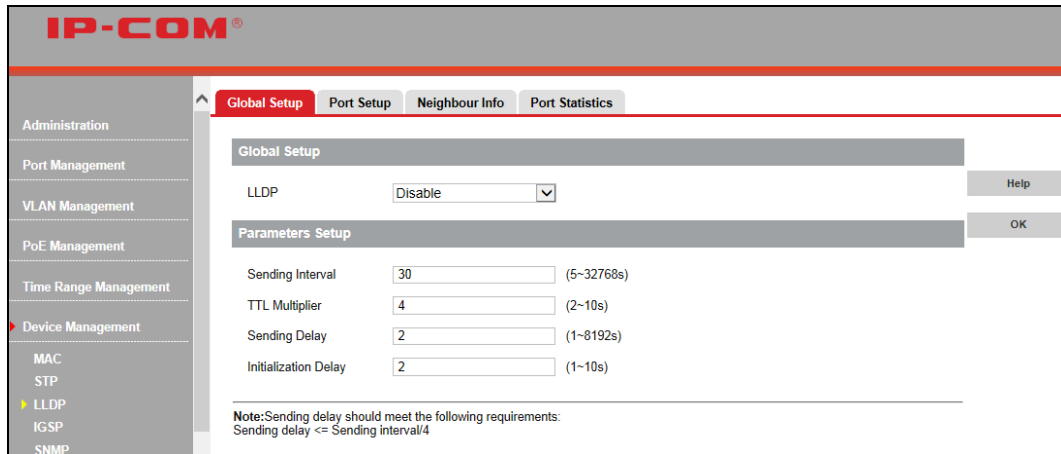 IP-COM®
Global Setup Port Setup Neighbour Info Port Statistics
Administration
Port Management
VLAN Management
PoE Management
Time Range Management
Device Management
MAC
STP
LLDP
IGSP
SNMP
Global Setup
LLDP Disable
Parameters Setup
Sending Interval 30 (5~32768s)
TTL Multiplier 4 (2~10s)
Sending Delay 2 (1~8192s)
Initialization Delay 2 (1~10s)
Note:Sending delay should meet the following requirements:
Sending delay <= Sending interval/4
Help
OK